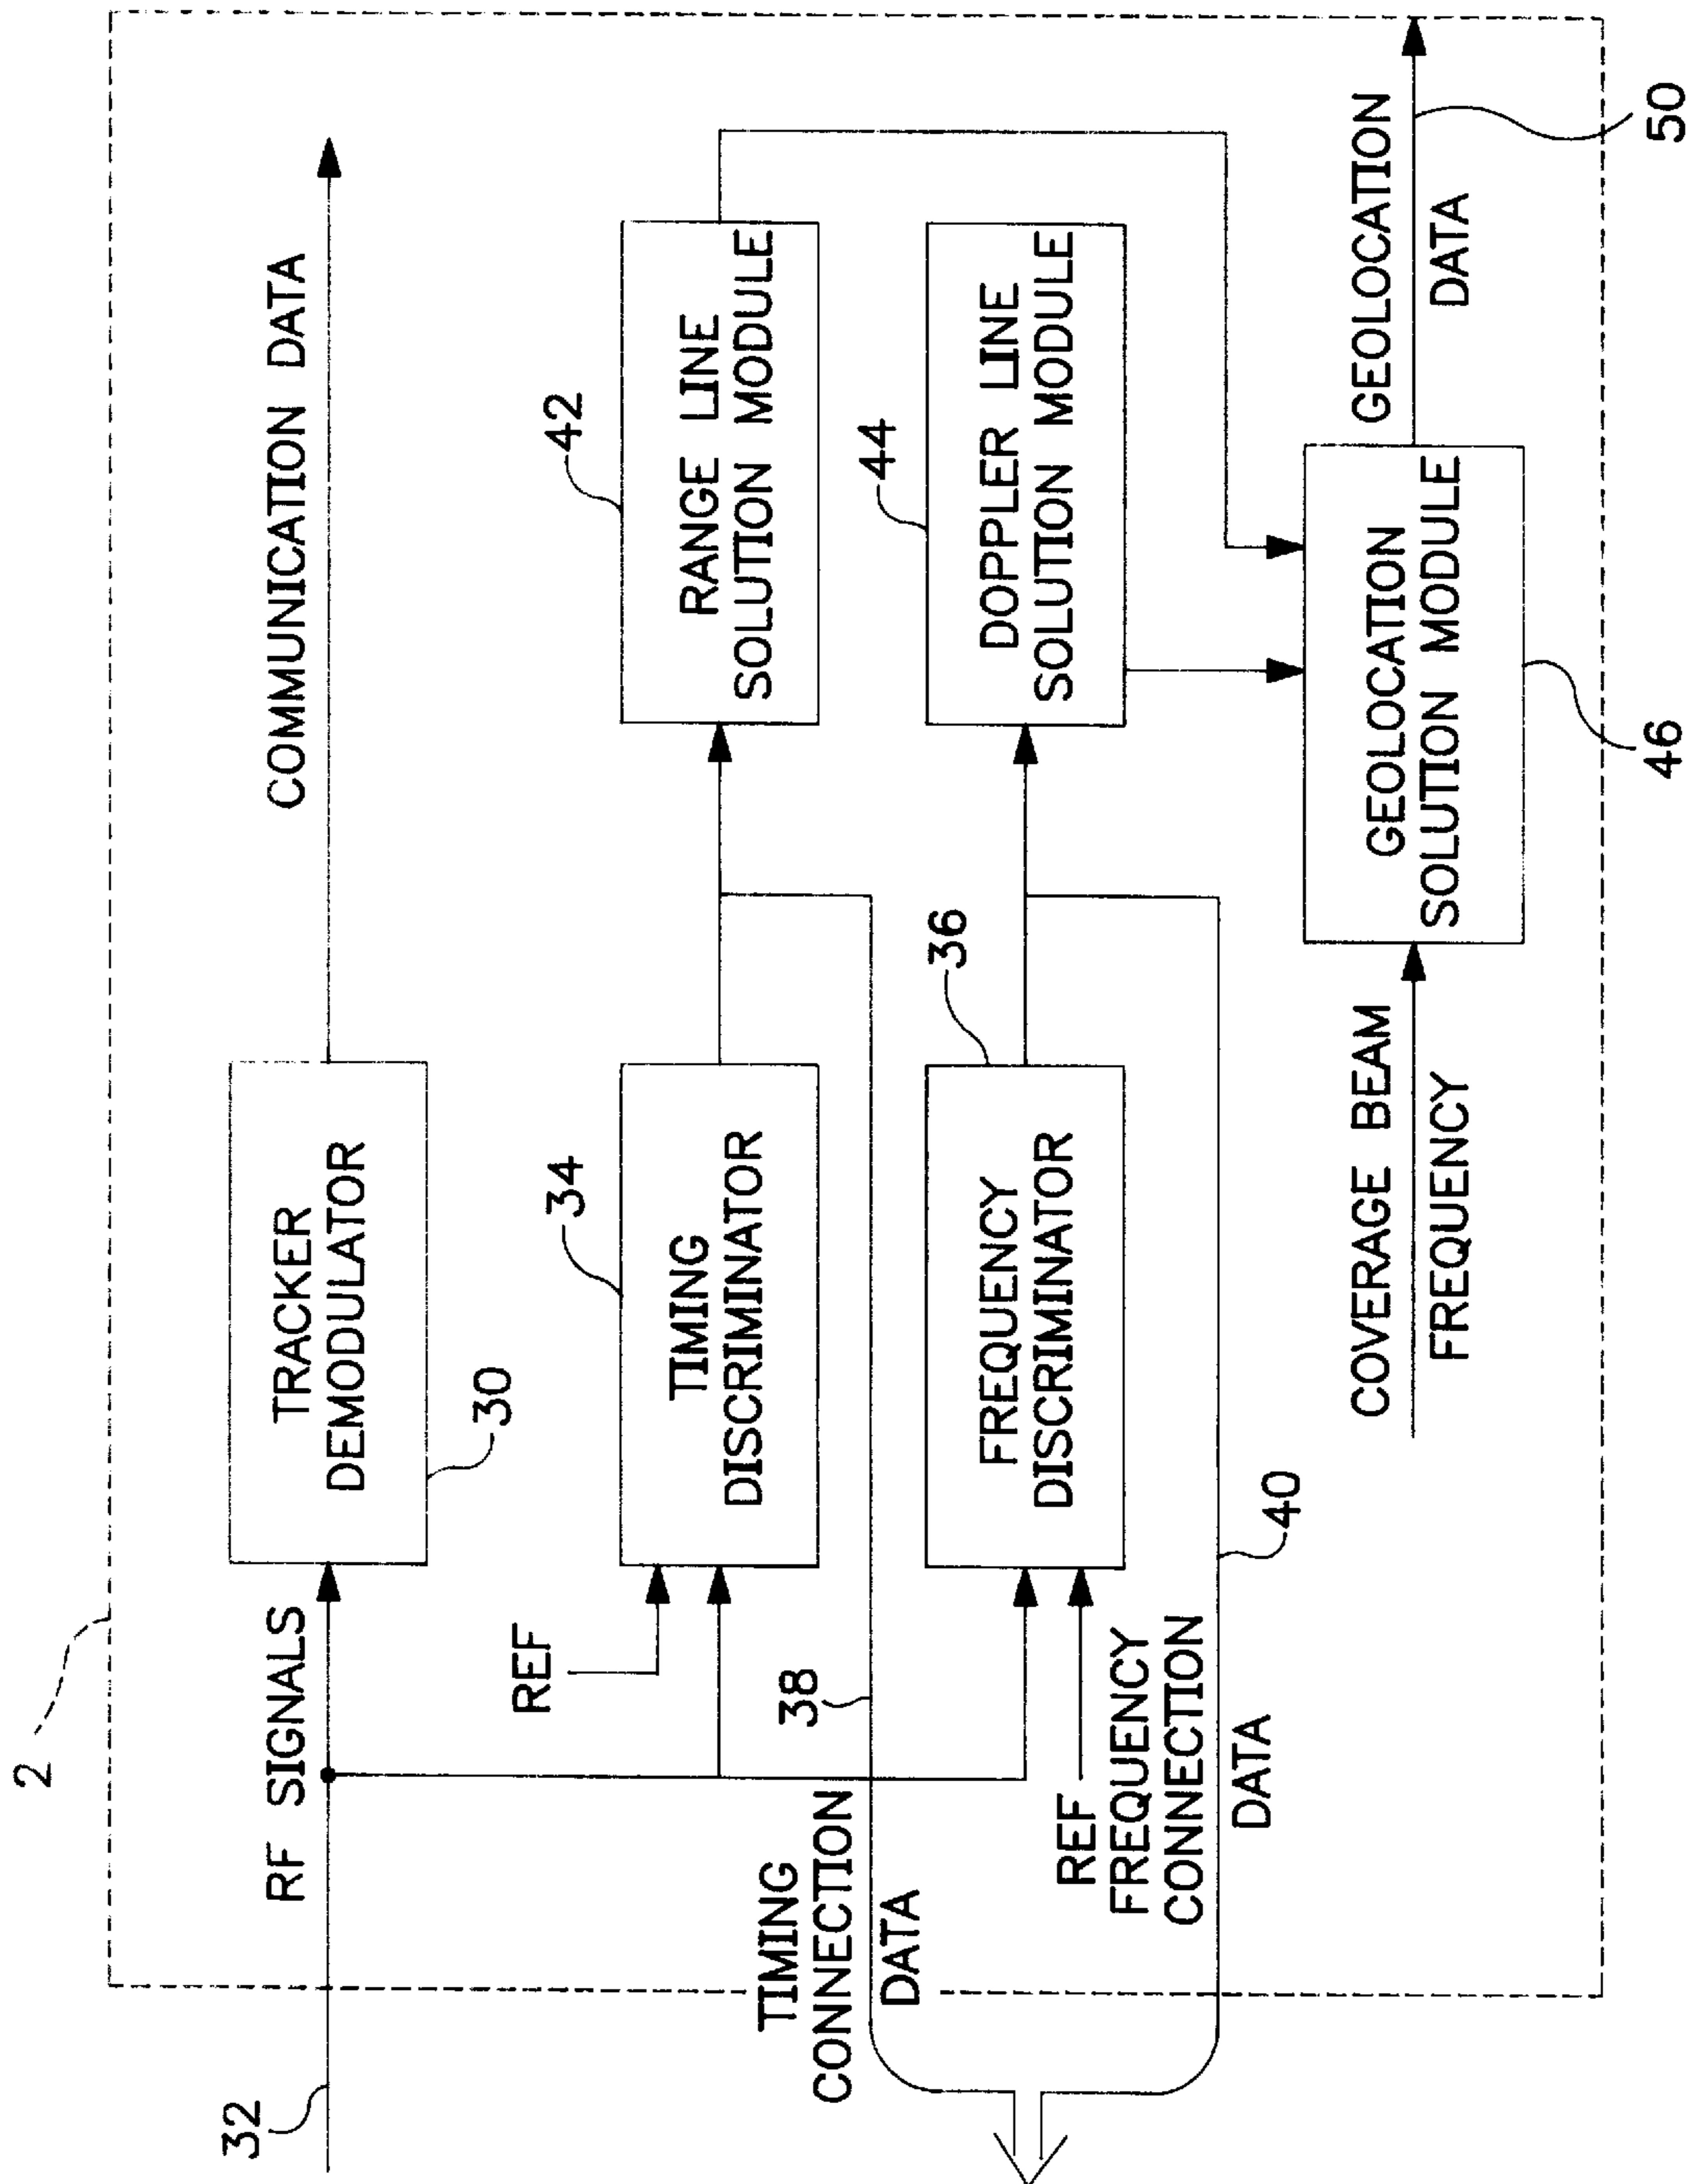 2
32
RF SIGNALS
TRACKER
DEMODULATOR
30
COMMUNICATION DATA
REF
34
TIMING
DISCRIMINATOR
42
RANGE LINE
SOLUTION MODULE
TIMING
CONNECTION
DATA
38
REF
FREQUENCY
CONNECTION
DATA
36
FREQUENCY
DISCRIMINATOR
40
44
DOPPLER LINE
SOLUTION MODULE
COVERAGE BEAM
FREQUENCY
GEOLOCATION
SOLUTION MODULE
46
GEOLOCATION
DATA
50